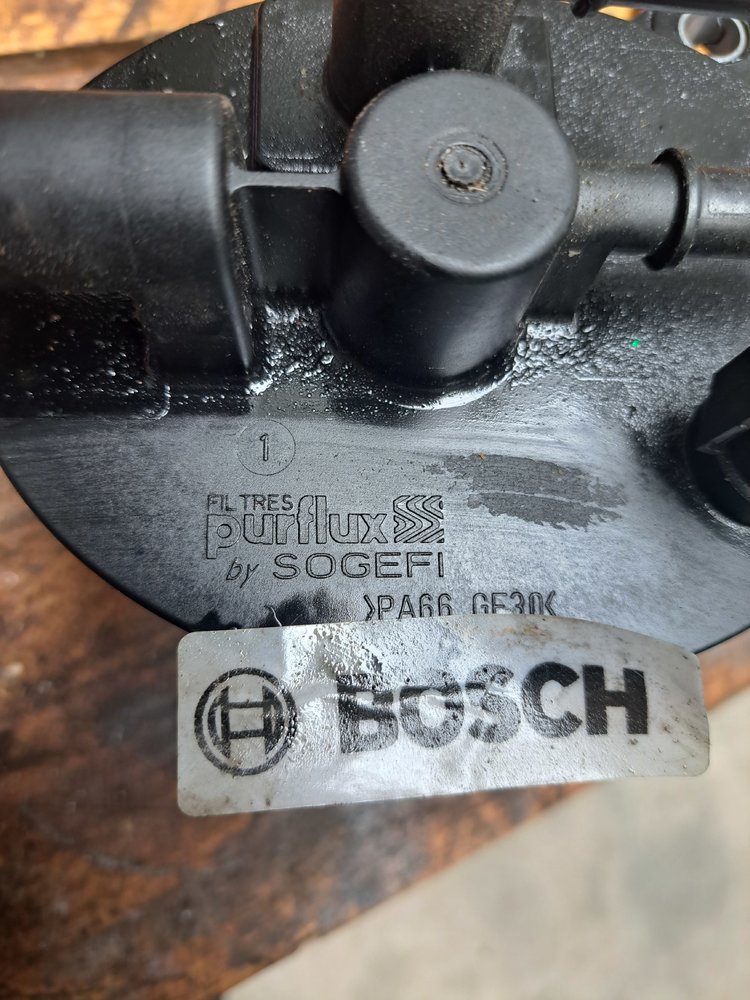 1
FILTRES
purflux
by SOGEFI
>PA66 GF30<
BOSCH